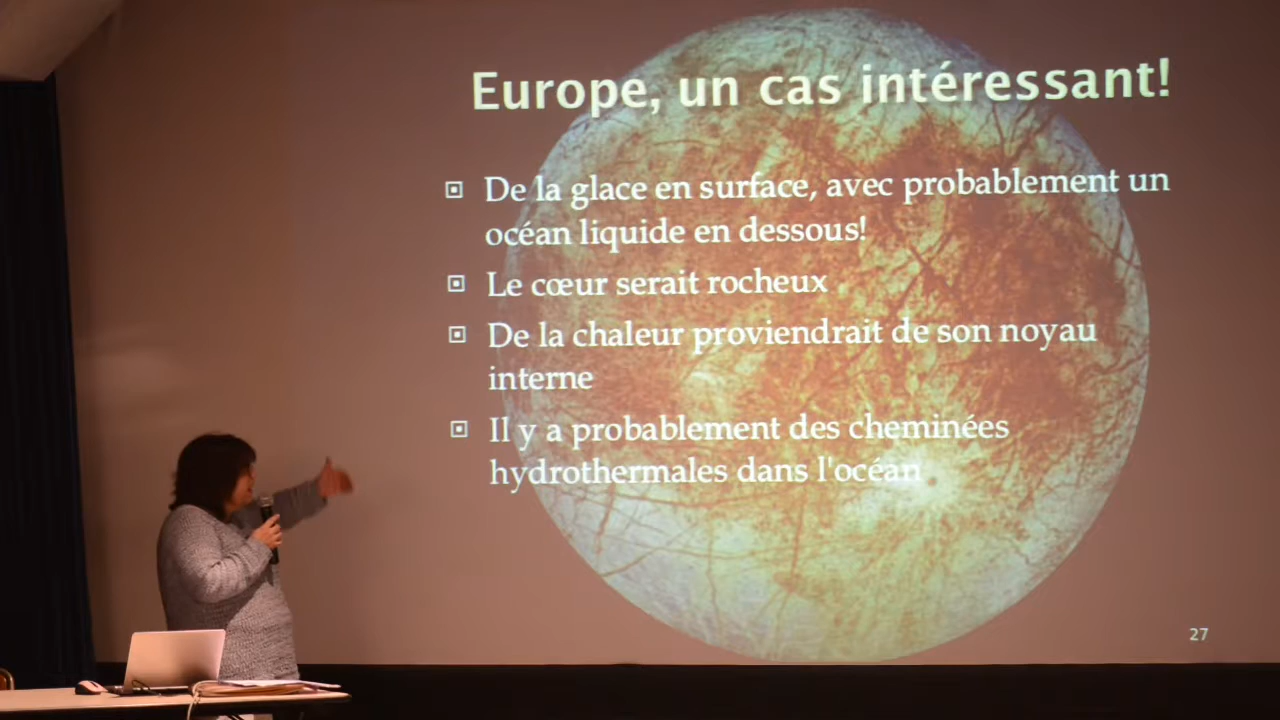 Europe, un cas intéressant!
De la glace en surface, avec probablement un
océan liquide en dessous!
Le cœur serait rocheux
De la chaleur proviendrait de son noyau
interne
Il y a probablement des cheminées
hydrothermales dans l'océan
27